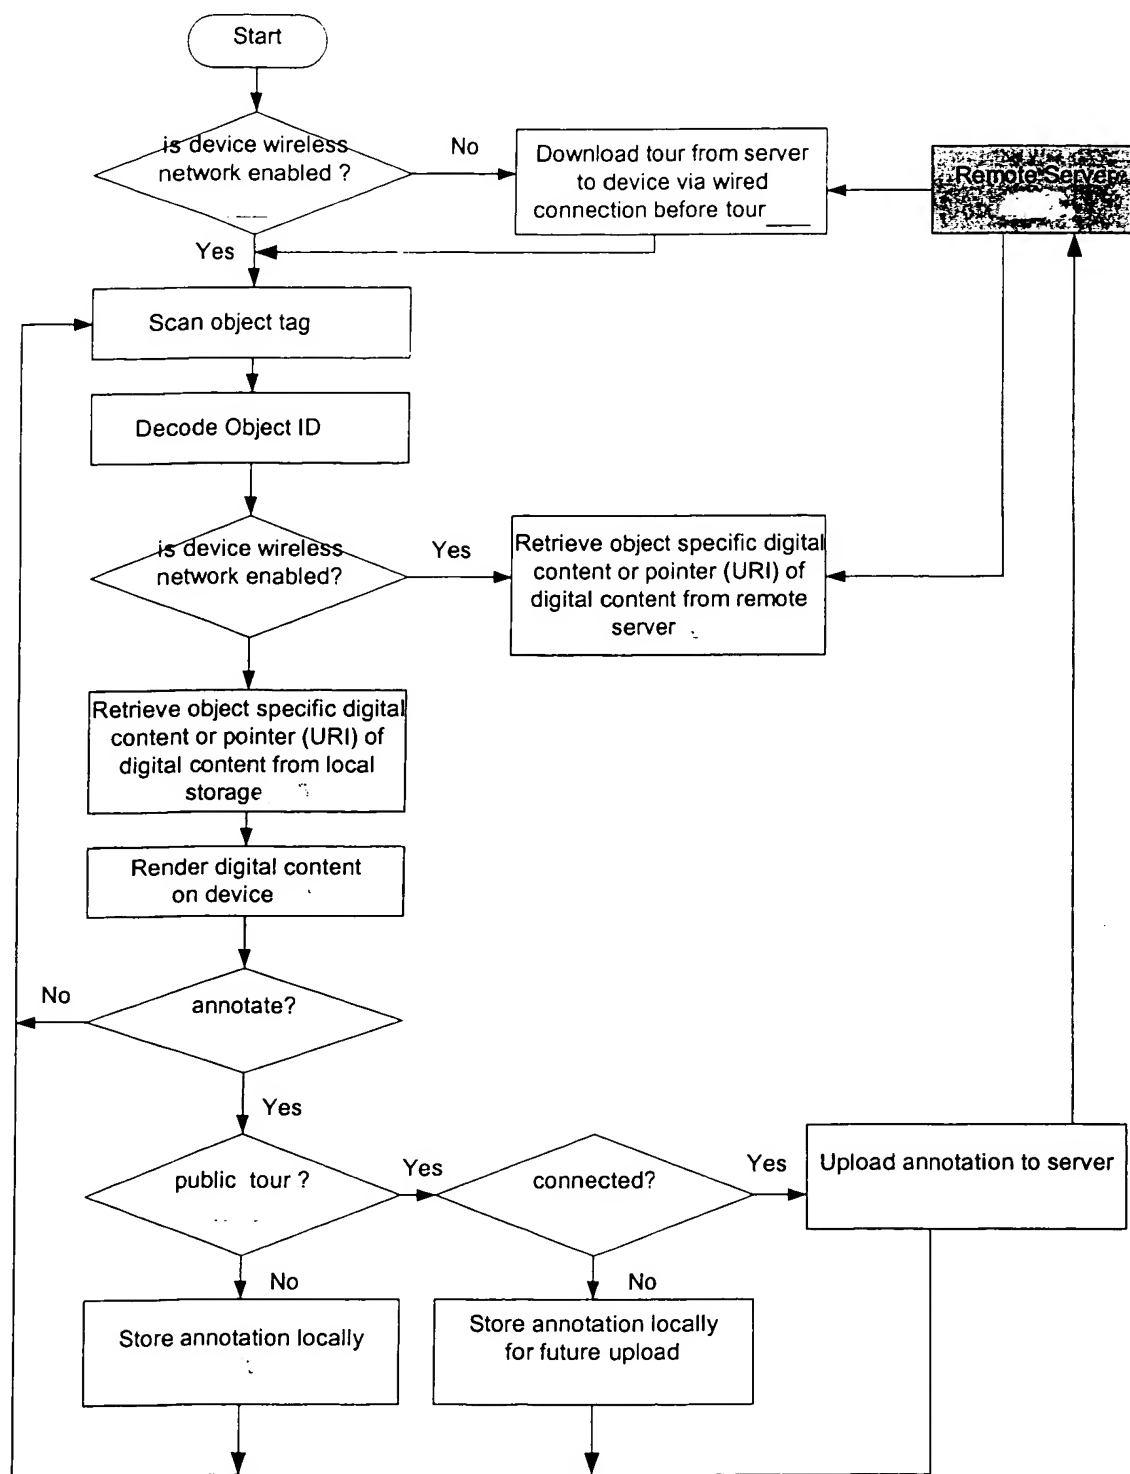 Start
is device wireless
network enabled ?
No
Download tour from server
to device via wired
connection before tour
Remote Server
Yes
Scan object tag
Decode Object ID
is device wireless
network enabled?
Yes
Retrieve object specific digital
content or pointer (URI) of
digital content from remote
server
Retrieve object specific digital
content or pointer (URI) of
digital content from local
storage
Render digital content
on device
annotate?
No
Yes
public tour ?
Yes
connected?
Yes
Upload annotation to server
No
No
Store annotation locally
Store annotation locally
for future upload